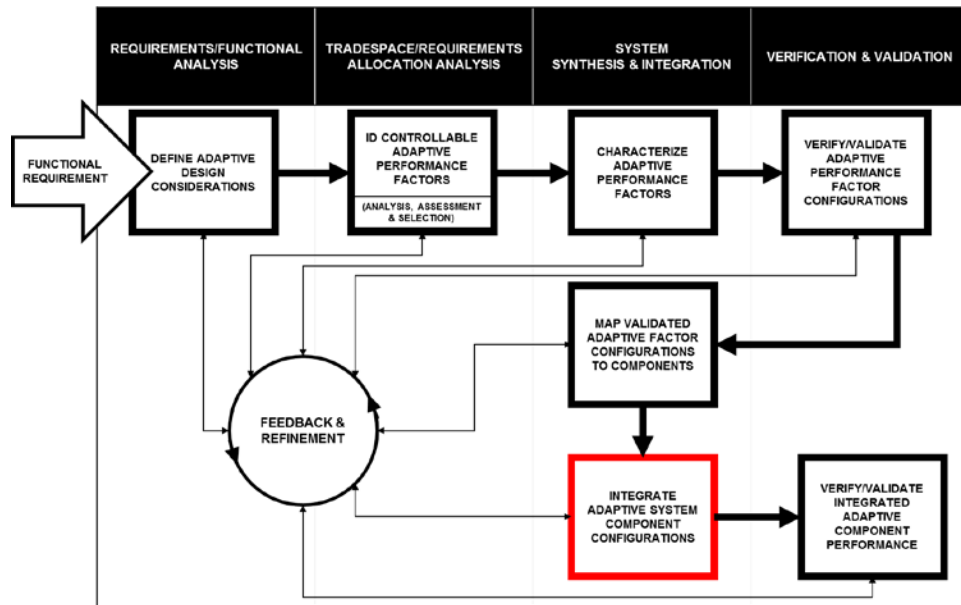 REQUIREMENTS/FUNCTIONAL
ANALYSIS
TRADESPACE/REQUIREMENTS
ALLOCATION ANALYSIS
SYSTEM
SYNTHESIS & INTEGRATION
VERIFICATION & VALIDATION
FUNCTIONAL
REQUIREMENT
DEFINE ADAPTIVE
DESIGN
CONSIDERATIONS
ID CONTROLLABLE
ADAPTIVE
PERFORMANCE
FACTORS
(ANALYSIS, ASSESSMENT
& SELECTION)
CHARACTERIZE
ADAPTIVE
PERFORMANCE
FACTORS
VERIFY/VALIDATE
ADAPTIVE
PERFORMANCE
FACTOR
CONFIGURATIONS
MAP VALIDATED
ADAPTIVE FACTOR
CONFIGURATIONS
TO COMPONENTS
FEEDBACK &
REFINEMENT
INTEGRATE
ADAPTIVE SYSTEM
COMPONENT
CONFIGURATIONS
VERIFY/VALIDATE
INTEGRATED
ADAPTIVE
COMPONENT
PERFORMANCE